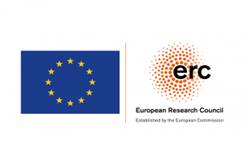 erc
European Research Council
Established by the European Commission